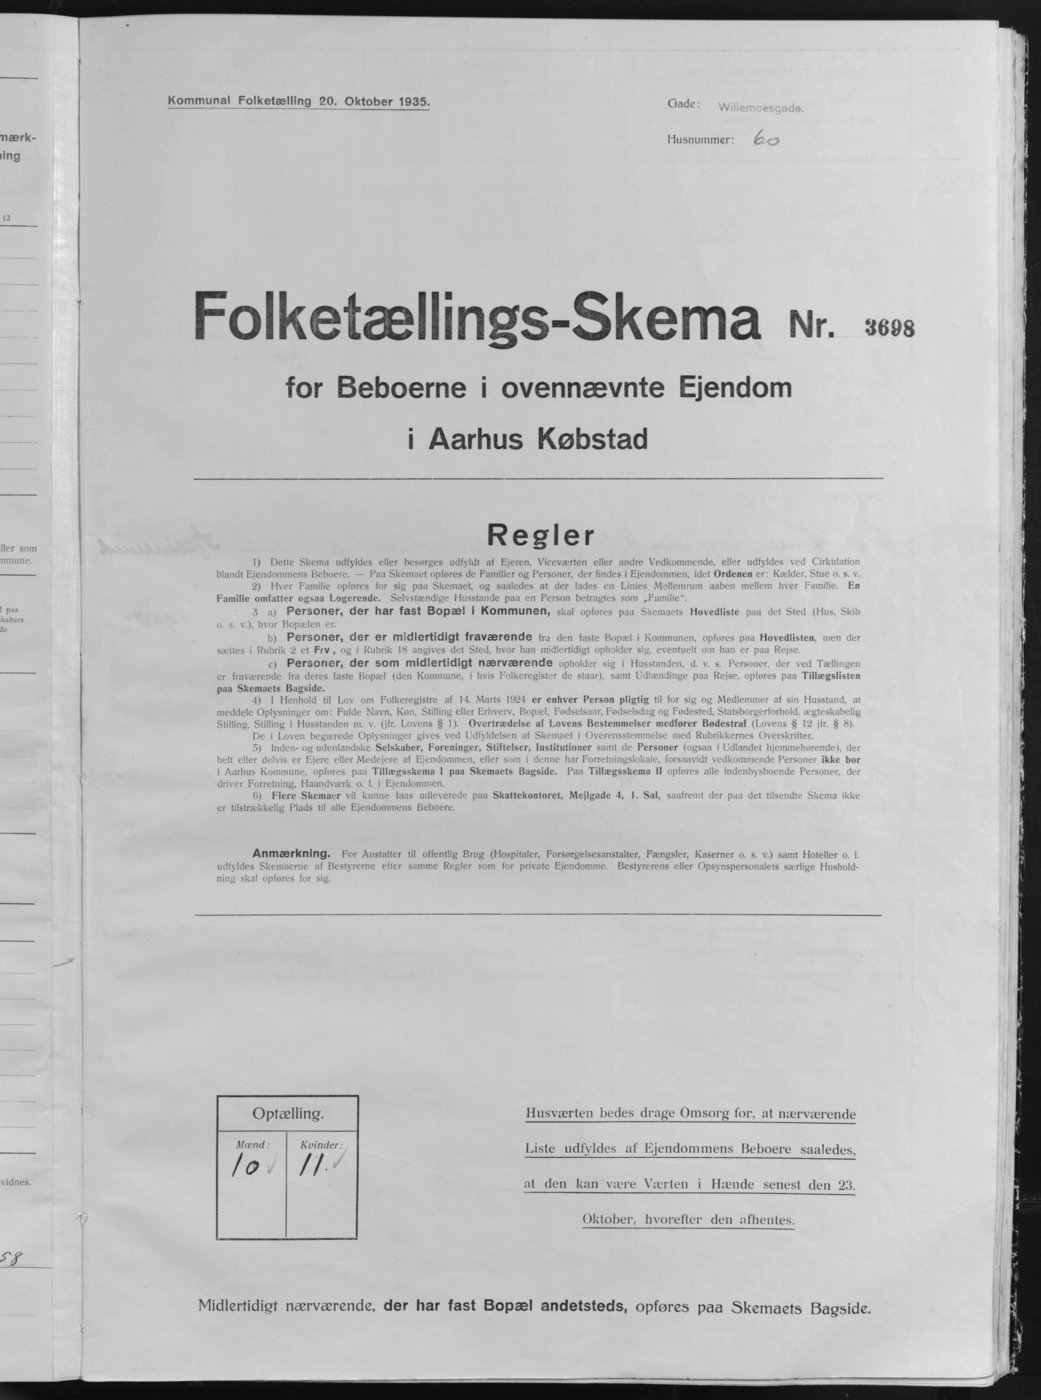 Kommunal Folketælling 20. Oktober 1935.
Gade: Willemoesgade.
Husnummer: 60
Folketællings-Skema Nr. 3698
for Beboerne i ovennævnte Ejendom
i Aarhus Købstad
Regler
1) Dette Skema udfyldes eller besørges udfyldt af Ejeren, Viceværten eller andre Vedkommende, eller udfyldes ved Cirkulation
blandt Ejendommens Beboere. — Paa Skemaet opføres de Familier og Personer, der findes i Ejendommen, idet Ordenen er: Kælder, Stue o. s. v.
2) Hver Familie opføres for sig paa Skemaet, og saaledes at der lades en Linies Mellemrum aaben mellem hver Familie. En
Familie omfatter ogsaa Logerende. Selvstændige Husstande paa en Person betragtes som „Familie“.
3 a) Personer, der har fast Bopæl i Kommunen, skal opføres paa Skemaets Hovedliste paa det Sted (Hus, Skib
o. s. v.), hvor Bopælen er.
b) Personer, der er midlertidigt fraværende fra den faste Bopæl i Kommunen, opføres paa Hovedlisten, men der
sættes i Rubrik 2 et Frv, og i Rubrik 18 angives det Sted, hvor han midlertidigt opholder sig, eventuelt om han er paa Rejse.
c) Personer, der som midlertidigt nærværende opholder sig i Husstanden, d. v. s. Personer, der ved Tællingen
er fraværende fra deres faste Bopæl (den Kommune, i hvis Folkeregister de staar), samt Udlændinge paa Rejse, opføres paa Tillægslisten
paa Skemaets Bagside.
4) I Henhold til Lov om Folkeregistre af 14. Marts 1924 er enhver Person pligtig til for sig og Medlemmer af sin Husstand, at
meddele Oplysninger om: Fulde Navn, Køn, Stilling eller Erhverv, Bopæl, Fødselsaar, Fødselsdag og Fødested, Statsborgerforhold, ægteskabelig
Stilling, Stilling i Husstanden m. v. (jfr. Lovens § 1). Overtrædelse af Lovens Bestemmelser medfører Bødestraf (Lovens § 12 jfr. § 8).
De i Loven begærede Oplysninger gives ved Udfyldelsen af Skemaet i Overensstemmelse med Rubrikkernes Overskrifter.
5) Inden- og udenlandske Selskaber, Foreninger, Stiftelser, Institutioner samt de Personer (ogsaa i Udlandet hjemmehørende), der
helt eller delvis er Ejere eller Medejere af Ejendommen, eller som i denne har Forretningslokale, forsaavidt vedkommende Personer ikke bor
i Aarhus Kommune, opføres paa Tillægsskema I paa Skemaets Bagside. Paa Tillægsskema II opføres alle indenbysboende Personer, der
driver Forretning, Haandværk o. l. i Ejendommen.
6) Flere Skemaer vil kunne faas udleverede paa Skattekontoret, Mejlgade 4, 1. Sal, saafremt der paa det tilsendte Skema ikke
er tilstrækkelig Plads til alle Ejendommens Beboere.
Anmærkning. For Anstalter til offentlig Brug (Hospitaler, Forsørgelsesanstalter, Fængsler, Kaserner o. s. v.) samt Hoteller o. l.
udfyldes Skemaerne af Bestyrerne efter samme Regler som for private Ejendomme. Bestyrerens eller Opsynspersonalets særlige Hushold-
ning skal opføres for sig.
Optælling.
Mænd: Kvinder:
10 11.
Husværten bedes drage Omsorg for, at nærværende
Liste udfyldes af Ejendommens Beboere saaledes,
at den kan være Værten i Hænde senest den 23.
Oktober, hvorefter den afhentes.
Midlertidigt nærværende, der har fast Bopæl andetsteds, opføres paa Skemaets Bagside.
mærk-
ning
12
ller som
mmune.
paa
skabers
de
vidnes.
58